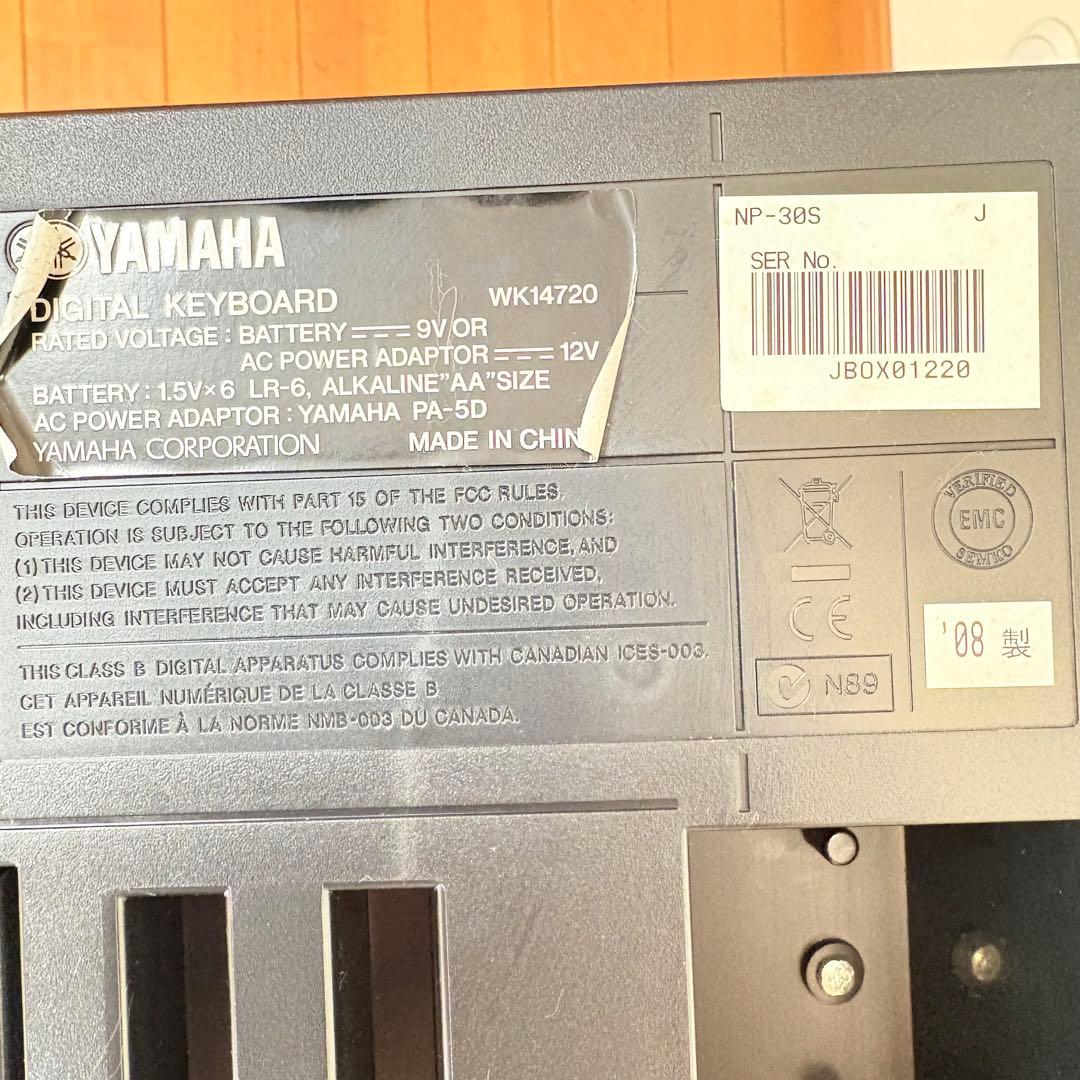 YAMAHA
DIGITAL KEYBOARD WK14720
RATED VOLTAGE : BATTERY 9V OR
AC POWER ADAPTOR 12V
BATTERY : 1.5V×6 LR-6, ALKALINE"AA"SIZE
AC POWER ADAPTOR : YAMAHA PA-5D
YAMAHA CORPORATION MADE IN CHIN
NP-30S J
SER No.
JBOX01220
THIS DEVICE COMPLIES WITH PART 15 OF THE FCC RULES.
OPERATION IS SUBJECT TO THE FOLLOWING TWO CONDITIONS:
(1) THIS DEVICE MAY NOT CAUSE HARMFUL INTERFERENCE, AND
(2) THIS DEVICE MUST ACCEPT ANY INTERFERENCE RECEIVED,
INCLUDING INTERFERENCE THAT MAY CAUSE UNDESIRED OPERATION.
THIS CLASS B DIGITAL APPARATUS COMPLIES WITH CANADIAN ICES-003.
CET APPAREIL NUMÉRIQUE DE LA CLASSE B
EST CONFORME À LA NORME NMB-003 DU CANADA.
VERIFIED
EMC
SEMKO
CE
N89
'08 製